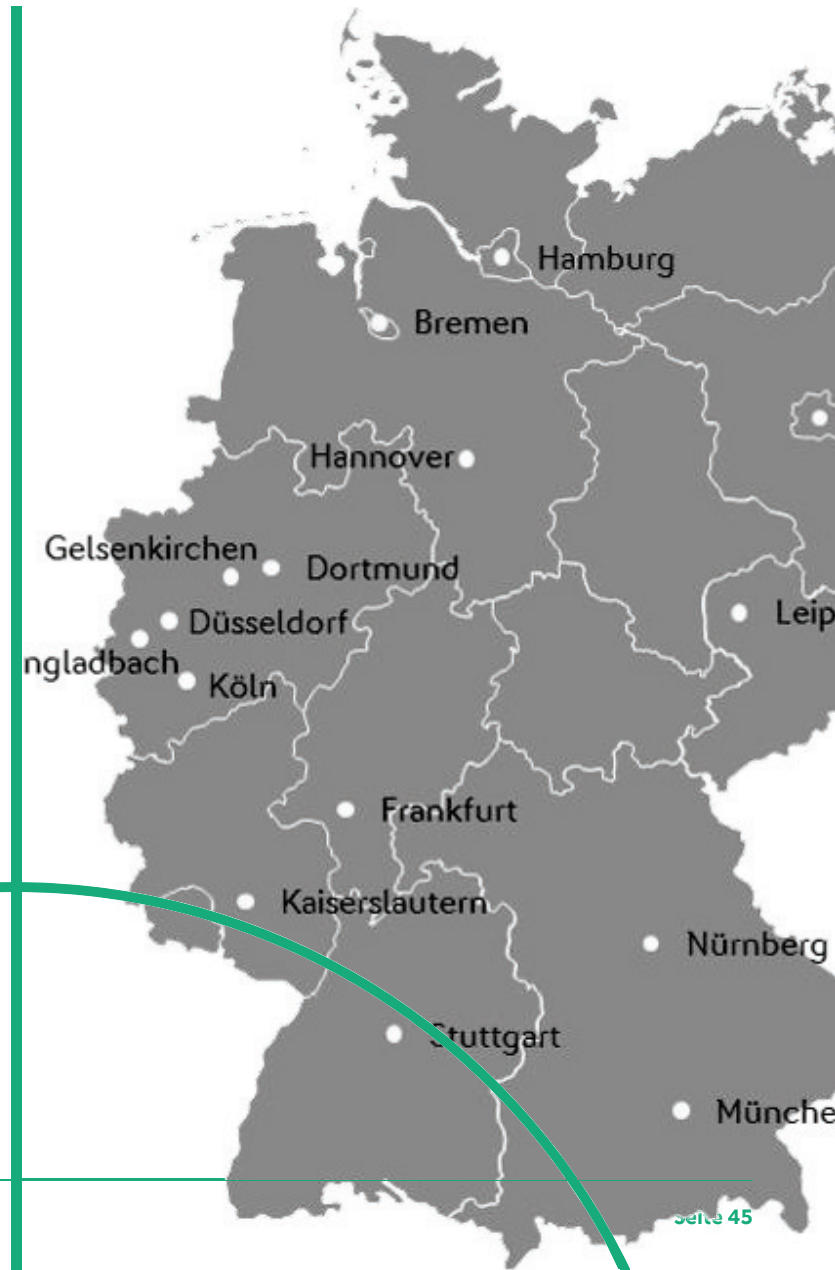 Hamburg
Bremen
Hannover
Gelsenkirchen
Dortmund
Düsseldorf
ngladbach
Köln
Leip
Frankfurt
Kaiserslautern
Nürnberg
Stuttgart
Münche
Seite 45